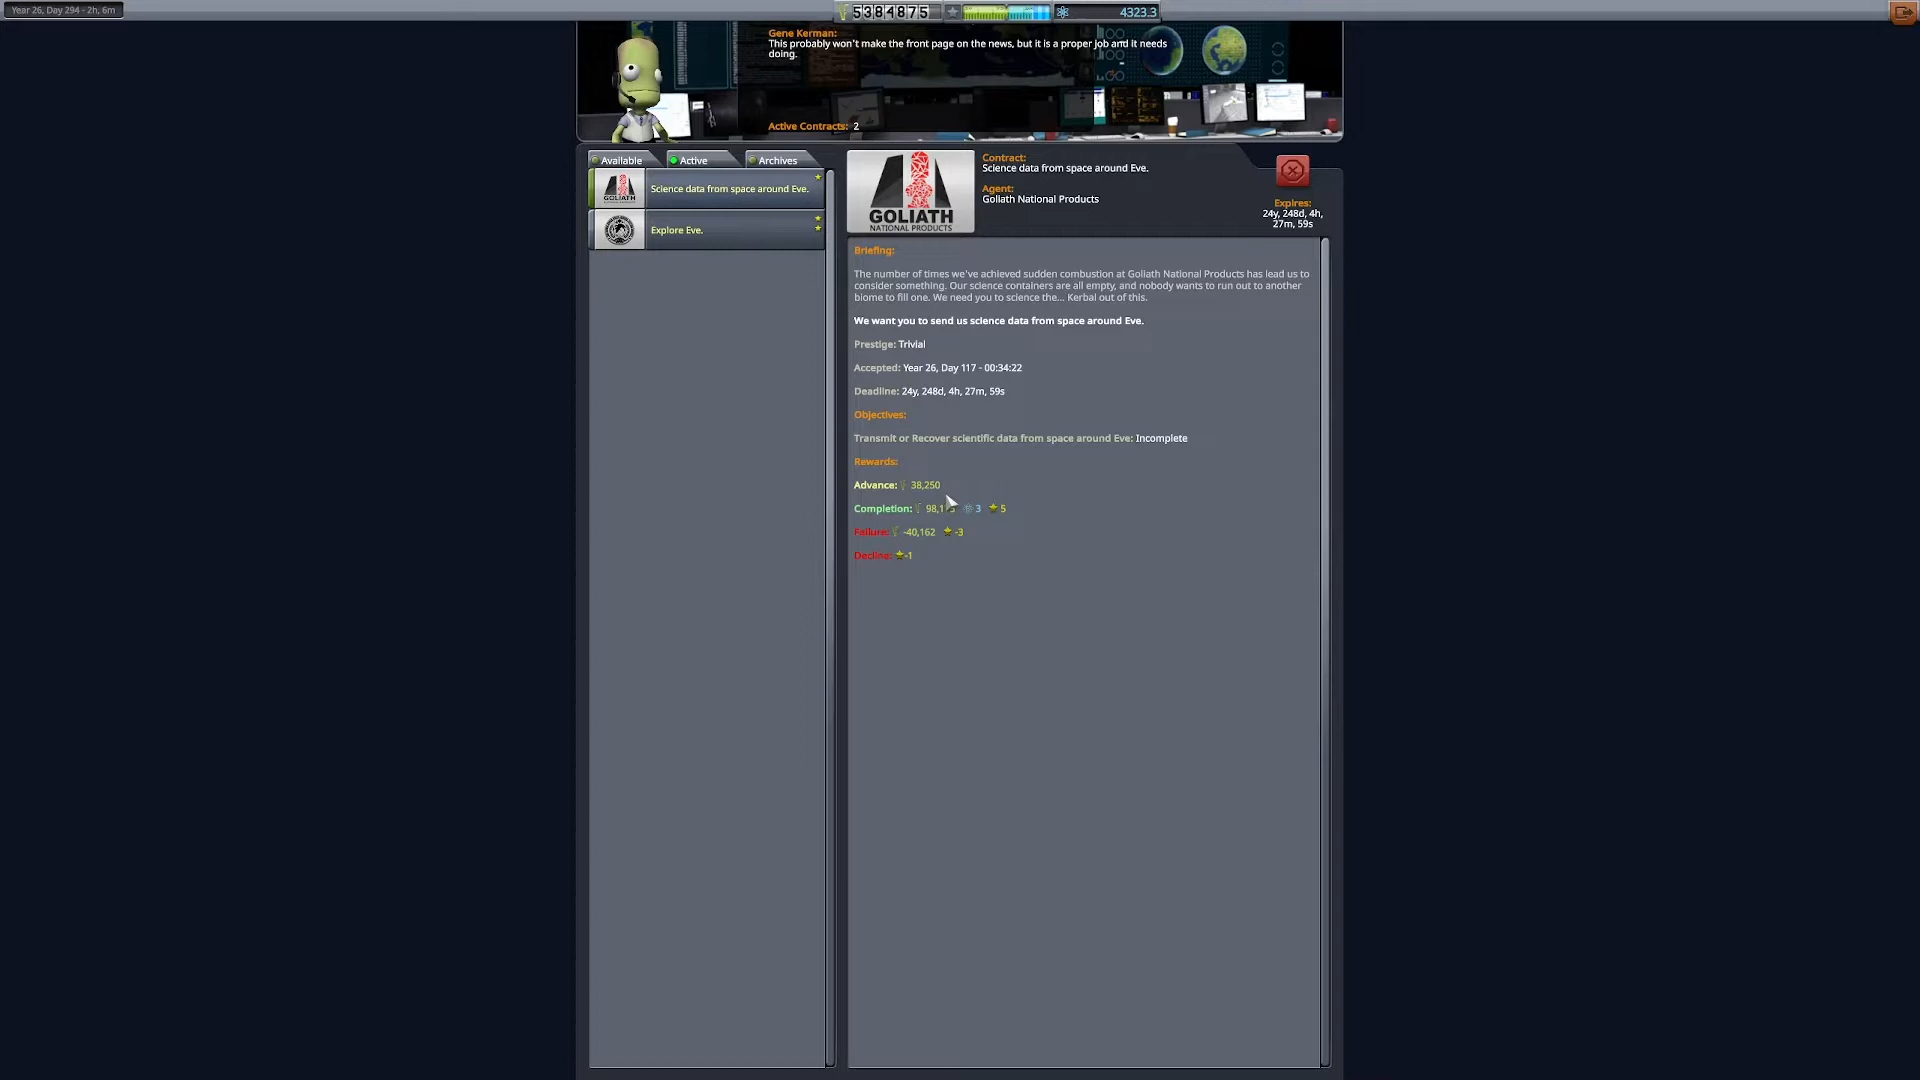 Year 26, Day 294 - 2h, 6m
5384875
4323.3
Gene Kerman:
This probably won't make the front page on the news, but it is a proper job and it needs
doing.
Active Contracts: 2
Available
Active
Archives
GOLIATH
Science data from space around Eve.
Explore Eve.
GOLIATH
NATIONAL PRODUCTS
Contract:
Science data from space around Eve.
Agent:
Goliath National Products
Expires:
24y, 248d, 4h,
27m, 59s
Briefing:
The number of times we've achieved sudden combustion at Goliath National Products has lead us to
consider something. Our science containers are all empty, and nobody wants to run out to another
biome to fill one. We need you to science the... Kerbal out of this.
We want you to send us science data from space around Eve.
Prestige: Trivial
Accepted: Year 26, Day 117 - 00:34:22
Deadline: 24y, 248d, 4h, 27m, 59s
Objectives:
Transmit or Recover scientific data from space around Eve: Incomplete
Rewards:
Advance: 38,250
Completion: 3 5
Failure: -40,162 -3
Decline: -1